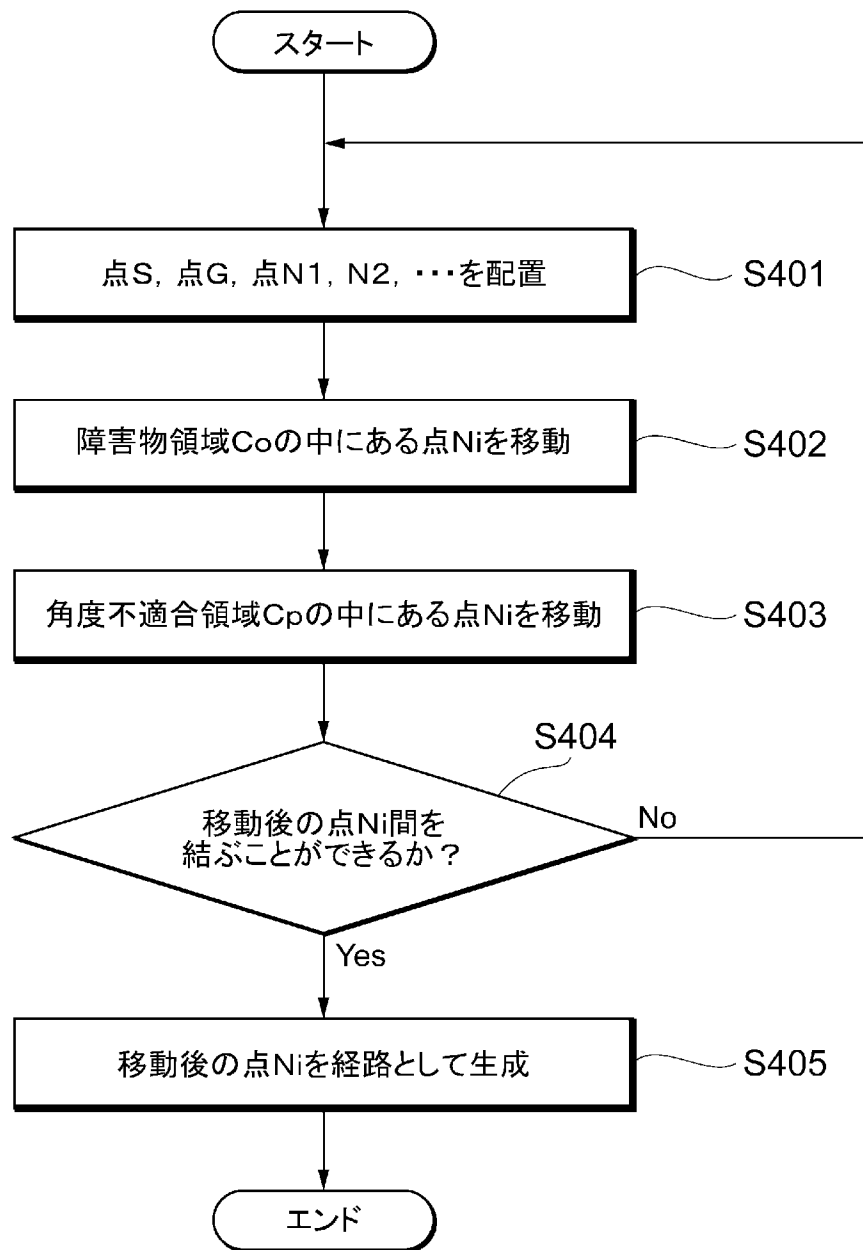 スタート
点S, 点G, 点N1, N2, ・・・を配置
S401
障害物領域Coの中にある点Niを移動
S402
角度不適合領域Cpの中にある点Niを移動
S403
S404
移動後の点Ni間を
結ぶことができるか？
No
Yes
移動後の点Niを経路として生成
S405
エンド